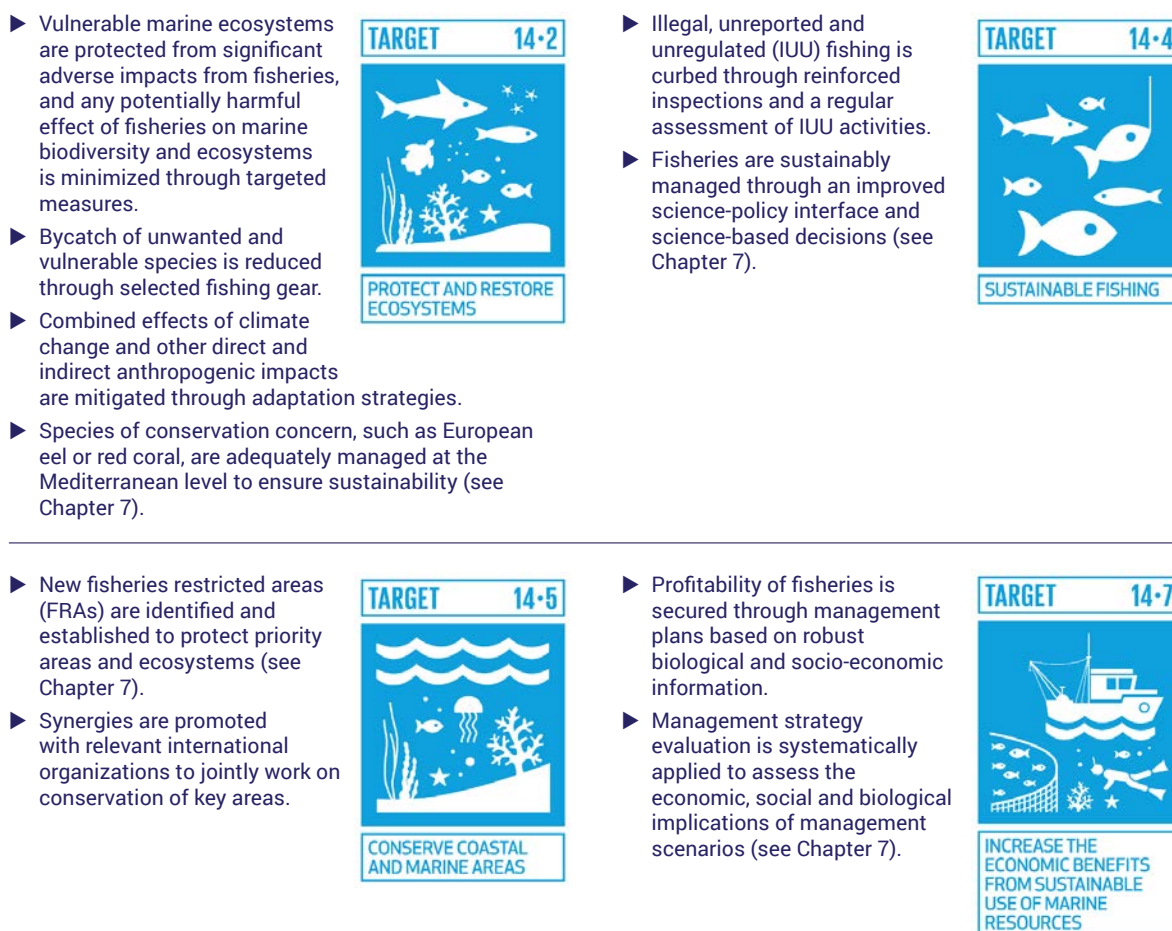 ▶ Vulnerable marine ecosystems
are protected from significant
adverse impacts from fisheries,
and any potentially harmful
effect of fisheries on marine
biodiversity and ecosystems
is minimized through targeted
measures.
▶ Bycatch of unwanted and
vulnerable species is reduced
through selected fishing gear.
▶ Combined effects of climate
change and other direct and
indirect anthropogenic impacts
are mitigated through adaptation strategies.
▶ Species of conservation concern, such as European
eel or red coral, are adequately managed at the
Mediterranean level to ensure sustainability (see
Chapter 7).
TARGET 14·2
PROTECT AND RESTORE
ECOSYSTEMS
▶ Illegal, unreported and
unregulated (IUU) fishing is
curbed through reinforced
inspections and a regular
assessment of IUU activities.
▶ Fisheries are sustainably
managed through an improved
science-policy interface and
science-based decisions (see
Chapter 7).
TARGET 14·4
SUSTAINABLE FISHING
▶ New fisheries restricted areas
(FRAs) are identified and
established to protect priority
areas and ecosystems (see
Chapter 7).
▶ Synergies are promoted
with relevant international
organizations to jointly work on
conservation of key areas.
TARGET 14·5
CONSERVE COASTAL
AND MARINE AREAS
▶ Profitability of fisheries is
secured through management
plans based on robust
biological and socio-economic
information.
▶ Management strategy
evaluation is systematically
applied to assess the
economic, social and biological
implications of management
scenarios (see Chapter 7).
TARGET 14·7
INCREASE THE
ECONOMIC BENEFITS
FROM SUSTAINABLE
USE OF MARINE
RESOURCES